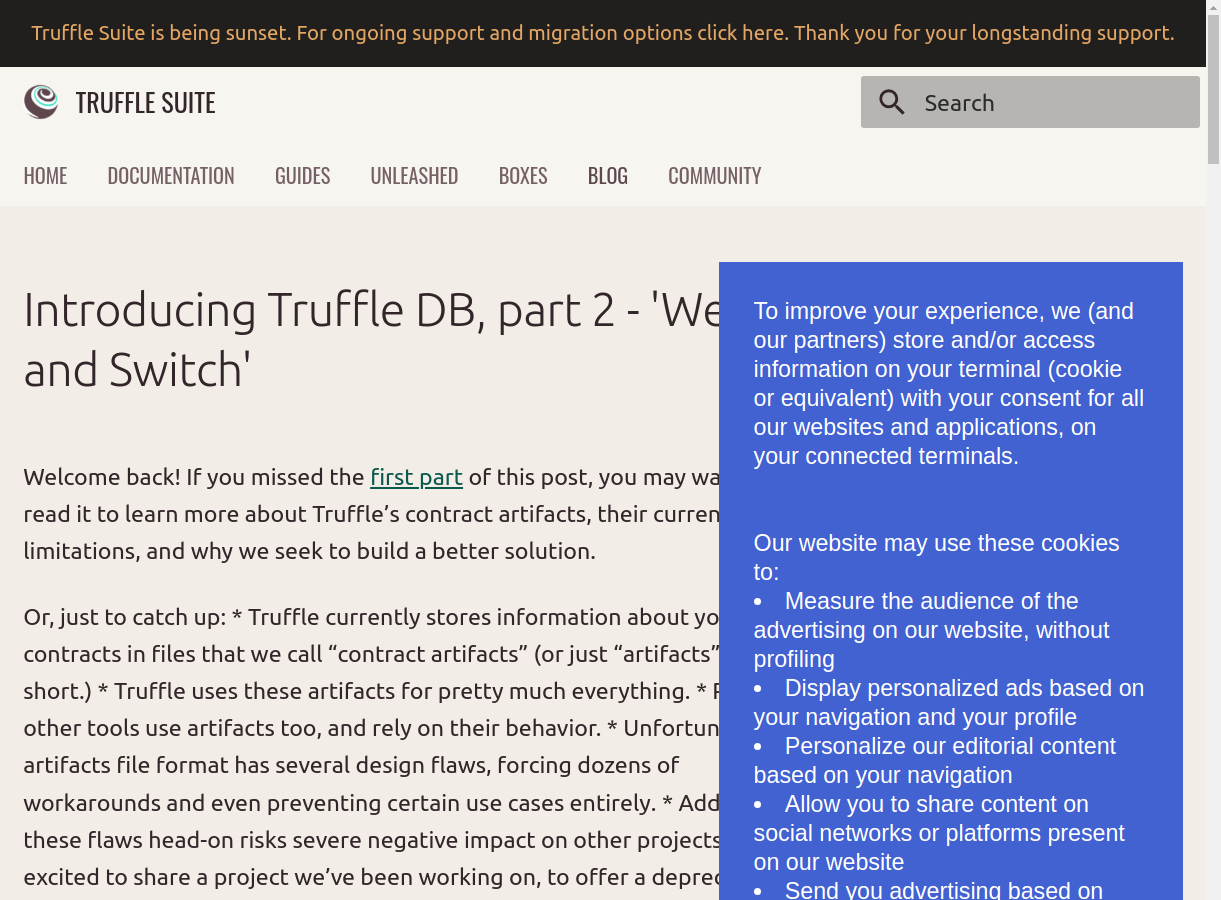 Truffle Suite is being sunset. For ongoing support and migration options click here. Thank you for your longstanding support.
TRUFFLE SUITE
Search
HOME DOCUMENTATION GUIDES UNLEASHED BOXES BLOG COMMUNITY
Introducing Truffle DB, part 2 - 'We
and Switch'
Welcome back! If you missed the first part of this post, you may wa
read it to learn more about Truffle’s contract artifacts, their curren
limitations, and why we seek to build a better solution.
Or, just to catch up: * Truffle currently stores information about yo
contracts in files that we call “contract artifacts” (or just “artifacts”
short.) * Truffle uses these artifacts for pretty much everything. *
other tools use artifacts too, and rely on their behavior. * Unfortun
artifacts file format has several design flaws, forcing dozens of
workarounds and even preventing certain use cases entirely. * Add
these flaws head-on risks severe negative impact on other projects
excited to share a project we’ve been working on, to offer a deprec
To improve your experience, we (and
our partners) store and/or access
information on your terminal (cookie
or equivalent) with your consent for all
our websites and applications, on
your connected terminals.
Our website may use these cookies
to:
• Measure the audience of the
advertising on our website, without
profiling
• Display personalized ads based on
your navigation and your profile
• Personalize our editorial content
based on your navigation
• Allow you to share content on
social networks or platforms present
on our website
• Send you advertising based on